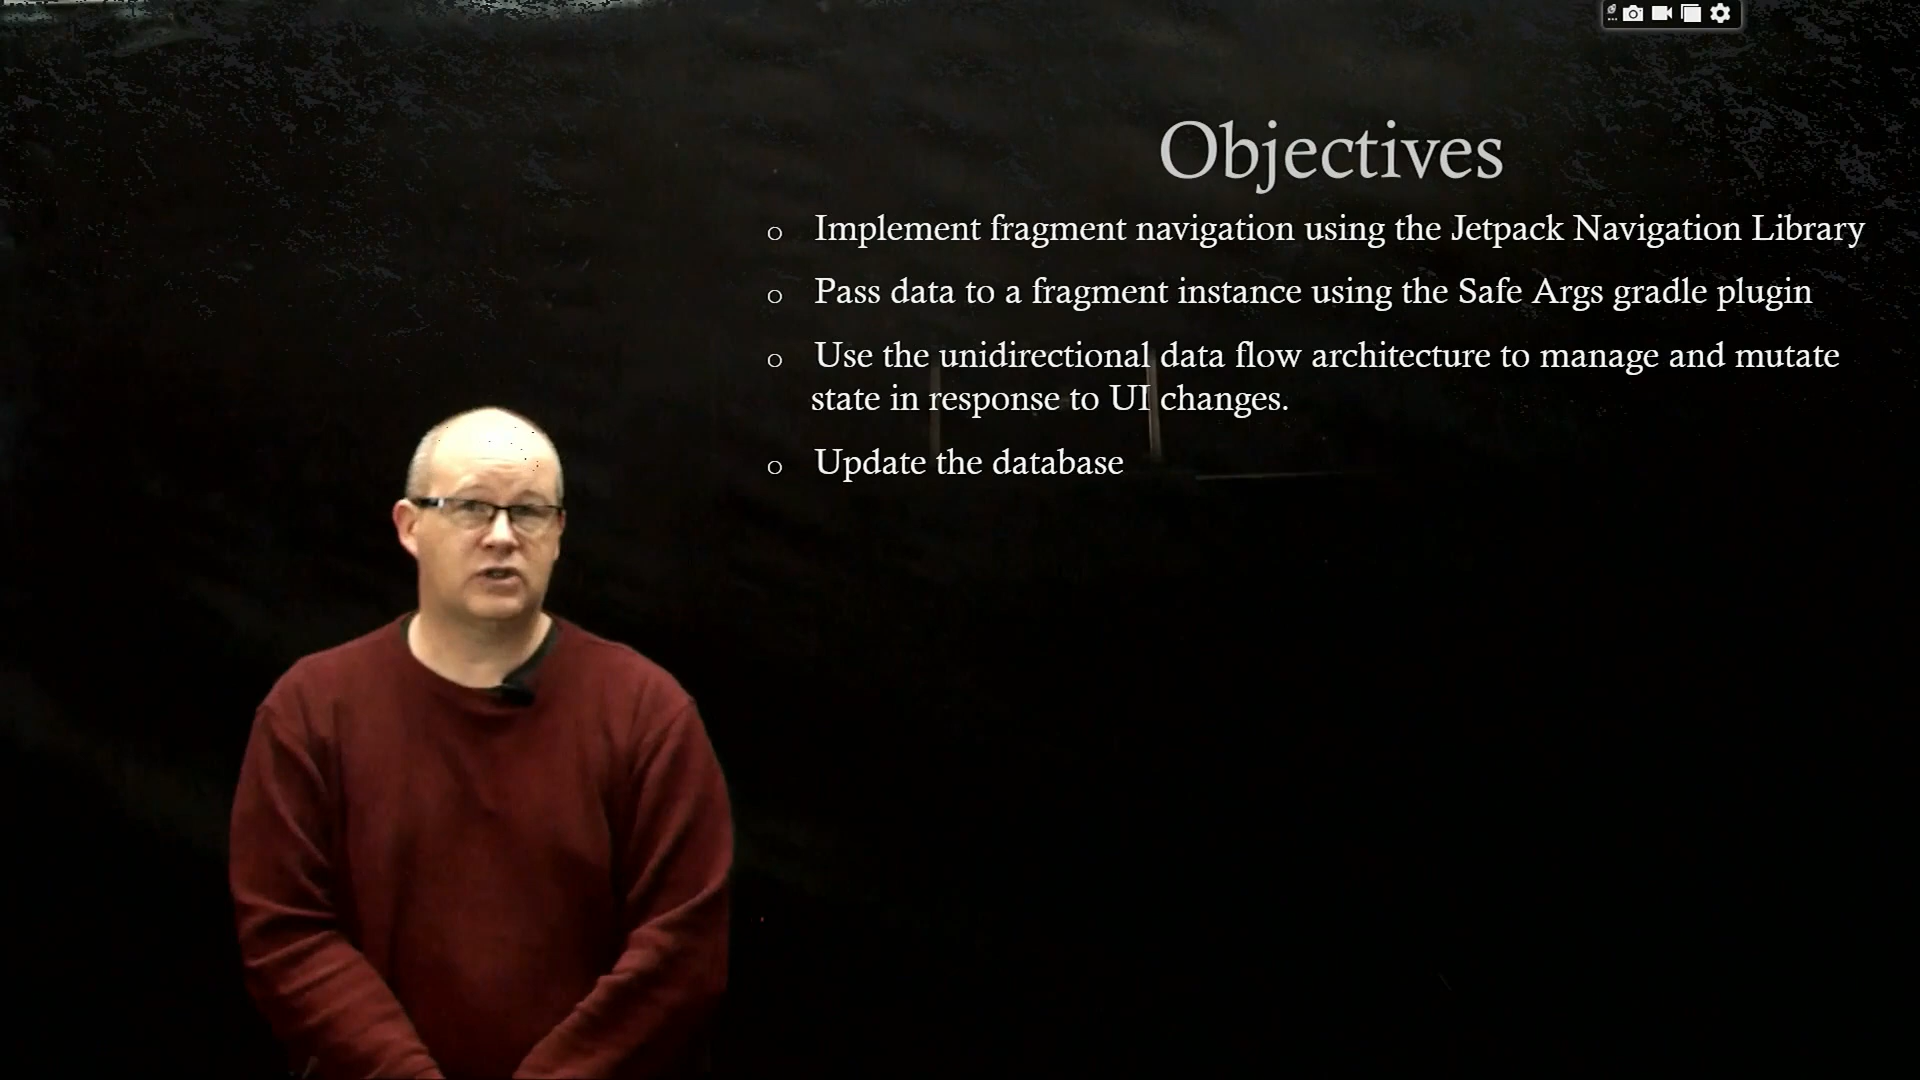 Objectives
o Implement fragment navigation using the Jetpack Navigation Library
o Pass data to a fragment instance using the Safe Args gradle plugin
o Use the unidirectional data flow architecture to manage and mutate
state in response to UI changes.
o Update the database